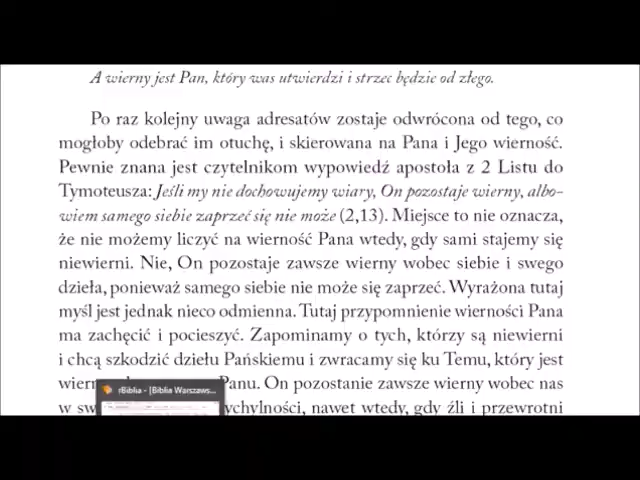 A wierny jest Pan, który was utwierdzi i strzec będzie od złego.
Po raz kolejny uwaga adresatów zostaje odwrócona od tego, co
mogłoby odebrać im otuchę, i skierowana na Pana i Jego wierność.
Pewnie znana jest czytelnikom wypowiedź apostoła z 2 Listu do
Tymoteusza: Jeśli my nie dochowujemy wiary, On pozostaje wierny, albo-
wiem samego siebie zaprzeć się nie może (2,13). Miejsce to nie oznacza,
że nie możemy liczyć na wierność Pana wtedy, gdy sami stajemy się
niewierni. Nie, On pozostaje zawsze wierny wobec siebie i swego
dzieła, ponieważ samego siebie nie może się zaprzeć. Wyrażona tutaj
myśl jest jednak nieco odmienna. Tutaj przypomnienie wierności Pana
ma zachęcić i pocieszyć. Zapominamy o tych, którzy są niewierni
i chcą szkodzić dziełu Pańskiemu i zwracamy się ku Temu, który jest
Panu. On pozostanie zawsze wierny wobec nas
w nawet wtedy, gdy źli i przewrotni
rBiblia - [Biblia Warszaws...